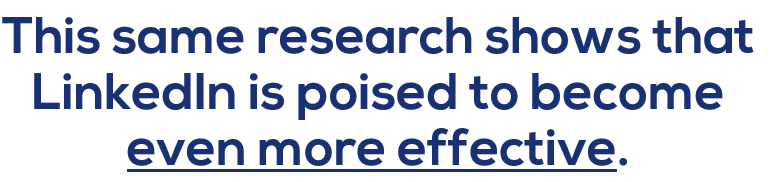 This same research shows that
LinkedIn is poised to become
even more effective.